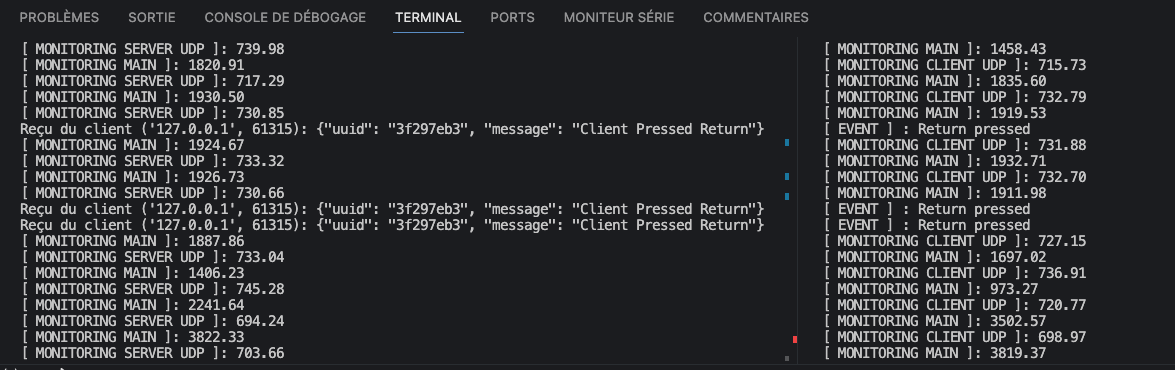 PROBLÈMES SORTIE CONSOLE DE DÉBOGAGE TERMINAL PORTS MONITEUR SÉRIE COMMENTAIRES
[ MONITORING SERVER UDP ]: 739.98
[ MONITORING MAIN ]: 1820.91
[ MONITORING SERVER UDP ]: 717.29
[ MONITORING MAIN ]: 1930.50
[ MONITORING SERVER UDP ]: 730.85
Reçu du client ('127.0.0.1', 61315): {"uuid": "3f297eb3", "message": "Client Pressed Return"}
[ MONITORING MAIN ]: 1924.67
[ MONITORING SERVER UDP ]: 733.32
[ MONITORING MAIN ]: 1926.73
[ MONITORING SERVER UDP ]: 730.66
Reçu du client ('127.0.0.1', 61315): {"uuid": "3f297eb3", "message": "Client Pressed Return"}
Reçu du client ('127.0.0.1', 61315): {"uuid": "3f297eb3", "message": "Client Pressed Return"}
[ MONITORING MAIN ]: 1887.86
[ MONITORING SERVER UDP ]: 733.04
[ MONITORING MAIN ]: 1406.23
[ MONITORING SERVER UDP ]: 745.28
[ MONITORING MAIN ]: 2241.64
[ MONITORING SERVER UDP ]: 694.24
[ MONITORING MAIN ]: 3822.33
[ MONITORING SERVER UDP ]: 703.66
[ MONITORING MAIN ]: 1458.43
[ MONITORING CLIENT UDP ]: 715.73
[ MONITORING MAIN ]: 1835.60
[ MONITORING CLIENT UDP ]: 732.79
[ MONITORING MAIN ]: 1919.53
[ EVENT ] : Return pressed
[ MONITORING CLIENT UDP ]: 731.88
[ MONITORING MAIN ]: 1932.71
[ MONITORING CLIENT UDP ]: 732.70
[ MONITORING MAIN ]: 1911.98
[ EVENT ] : Return pressed
[ EVENT ] : Return pressed
[ MONITORING CLIENT UDP ]: 727.15
[ MONITORING MAIN ]: 1697.02
[ MONITORING CLIENT UDP ]: 736.91
[ MONITORING MAIN ]: 973.27
[ MONITORING CLIENT UDP ]: 720.77
[ MONITORING MAIN ]: 3502.57
[ MONITORING CLIENT UDP ]: 698.97
[ MONITORING MAIN ]: 3819.37